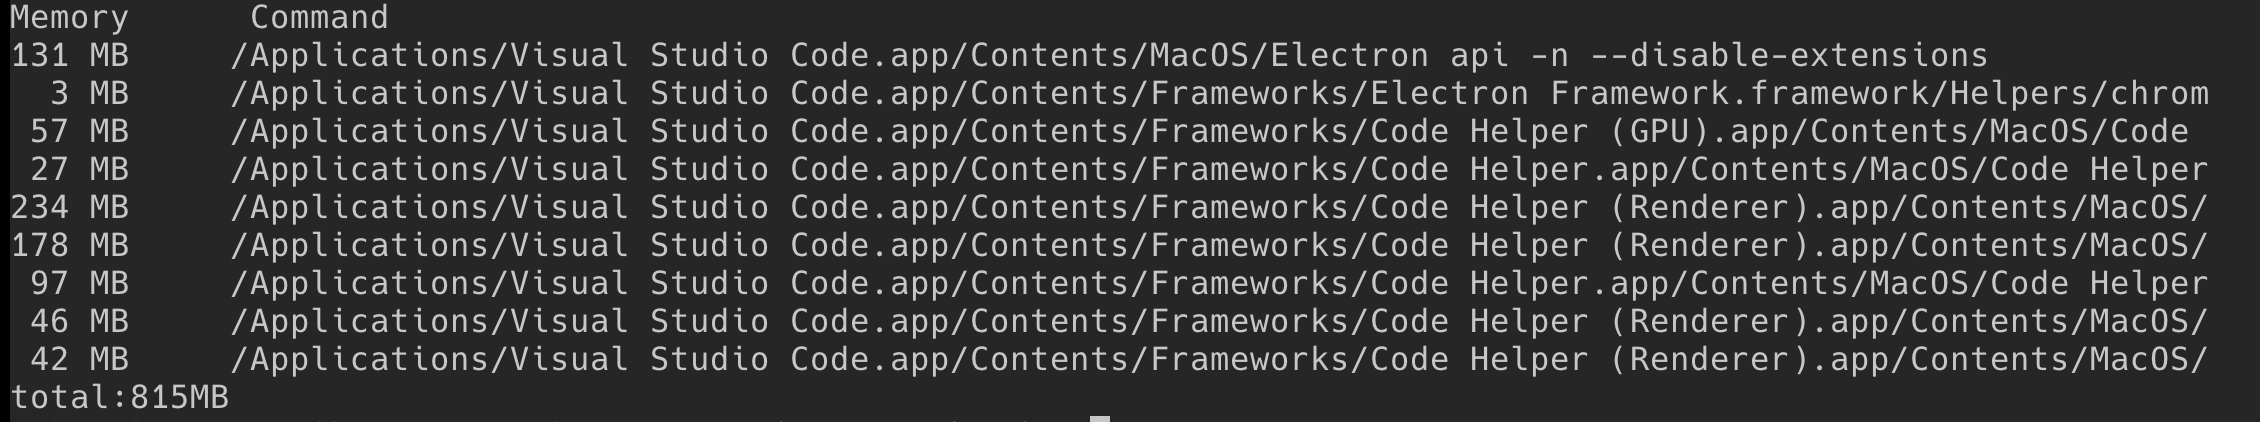 Memory      Command
131 MB     /Applications/Visual Studio Code.app/Contents/MacOS/Electron api -n --disable-extensions
  3 MB     /Applications/Visual Studio Code.app/Contents/Frameworks/Electron Framework.framework/Helpers/chrom
 57 MB     /Applications/Visual Studio Code.app/Contents/Frameworks/Code Helper (GPU).app/Contents/MacOS/Code
 27 MB     /Applications/Visual Studio Code.app/Contents/Frameworks/Code Helper.app/Contents/MacOS/Code Helper
234 MB     /Applications/Visual Studio Code.app/Contents/Frameworks/Code Helper (Renderer).app/Contents/MacOS/
178 MB     /Applications/Visual Studio Code.app/Contents/Frameworks/Code Helper (Renderer).app/Contents/MacOS/
 97 MB     /Applications/Visual Studio Code.app/Contents/Frameworks/Code Helper.app/Contents/MacOS/Code Helper
 46 MB     /Applications/Visual Studio Code.app/Contents/Frameworks/Code Helper (Renderer).app/Contents/MacOS/
 42 MB     /Applications/Visual Studio Code.app/Contents/Frameworks/Code Helper (Renderer).app/Contents/MacOS/
total:815MB